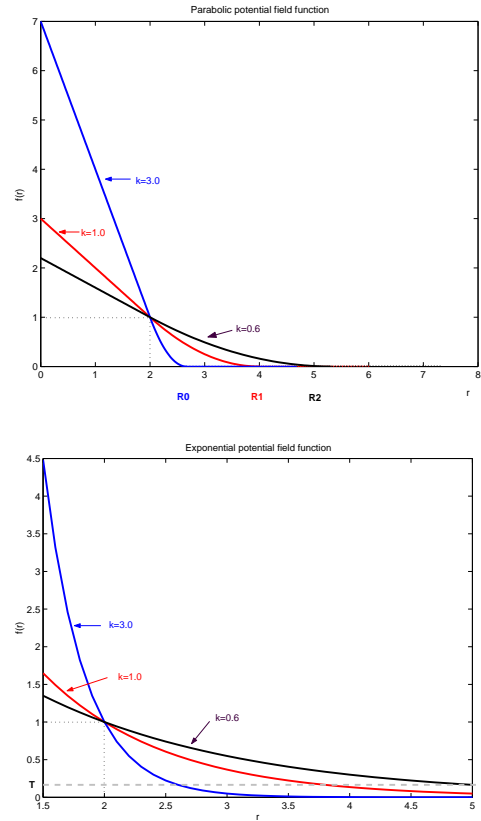 Parabolic potential field function
7
6
5
4
3
2
1
0
f(r)
k=3.0
k=1.0
k=0.6
0 1 2 3 4 5 6 7 8
R0 R1 R2 r
Exponential potential field function
4.5
4
3.5
3
2.5
2
1.5
1
0.5
T
0
f(r)
k=3.0
k=1.0
k=0.6
1.5 2 2.5 3 3.5 4 4.5 5
r